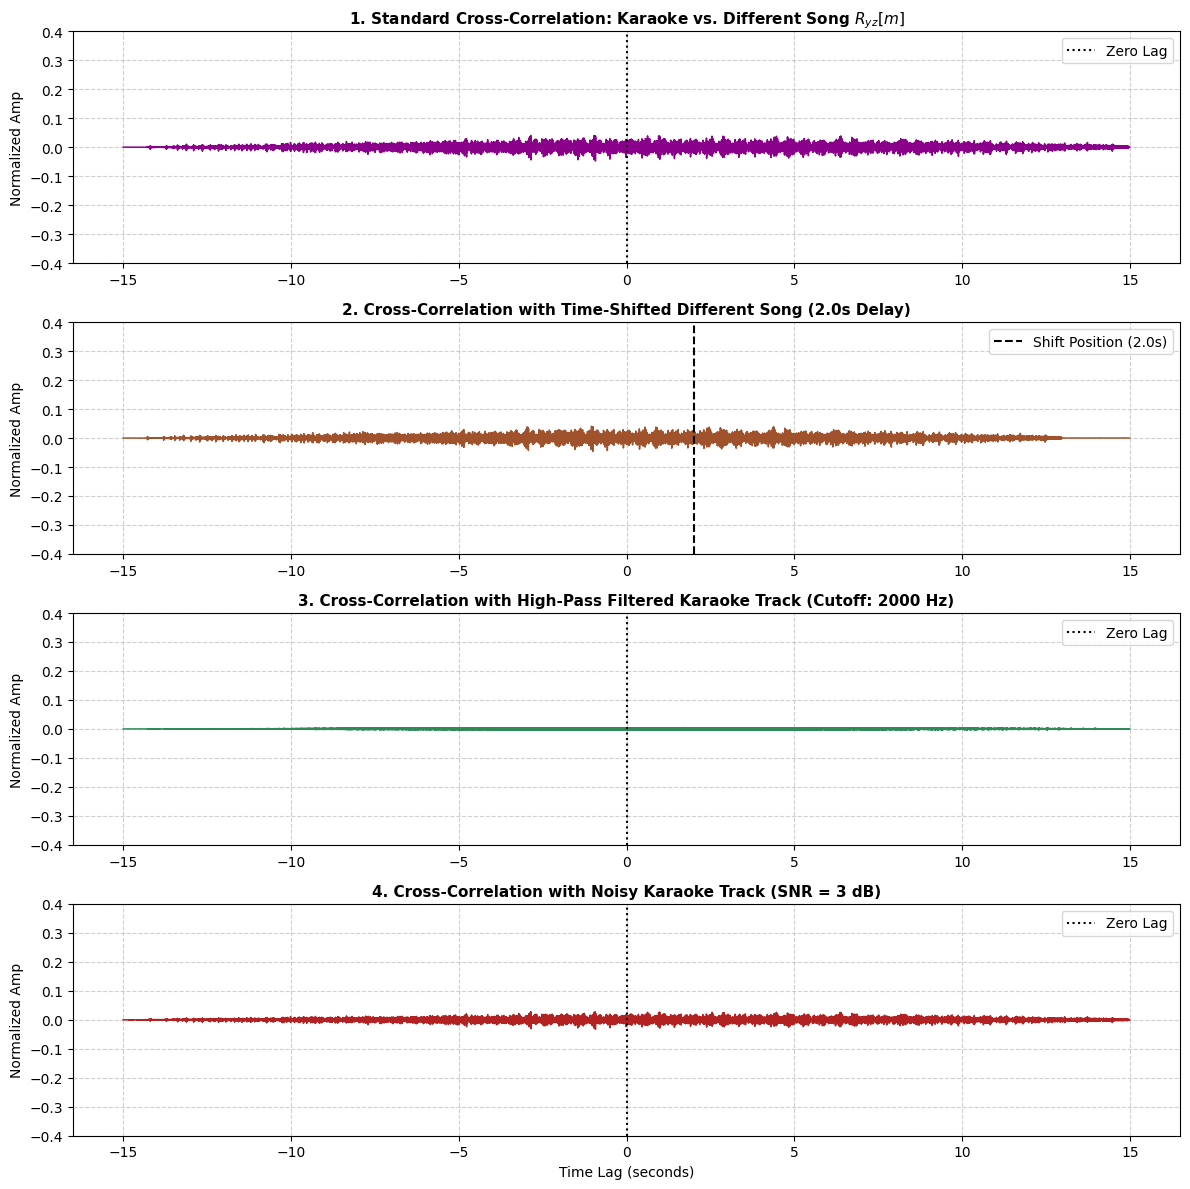 1. Standard Cross-Correlation: Karaoke vs. Different Song R_{yz}[m]
0.4
0.3
0.2
0.1
0.0
−0.1
−0.2
−0.3
−0.4
Normalized Amp
Zero Lag
−15 −10 −5 0 5 10 15
2. Cross-Correlation with Time-Shifted Different Song (2.0s Delay)
0.4
0.3
0.2
0.1
0.0
−0.1
−0.2
−0.3
−0.4
Normalized Amp
Shift Position (2.0s)
−15 −10 −5 0 5 10 15
3. Cross-Correlation with High-Pass Filtered Karaoke Track (Cutoff: 2000 Hz)
0.4
0.3
0.2
0.1
0.0
−0.1
−0.2
−0.3
−0.4
Normalized Amp
Zero Lag
−15 −10 −5 0 5 10 15
4. Cross-Correlation with Noisy Karaoke Track (SNR = 3 dB)
0.4
0.3
0.2
0.1
0.0
−0.1
−0.2
−0.3
−0.4
Normalized Amp
Zero Lag
−15 −10 −5 0 5 10 15
Time Lag (seconds)